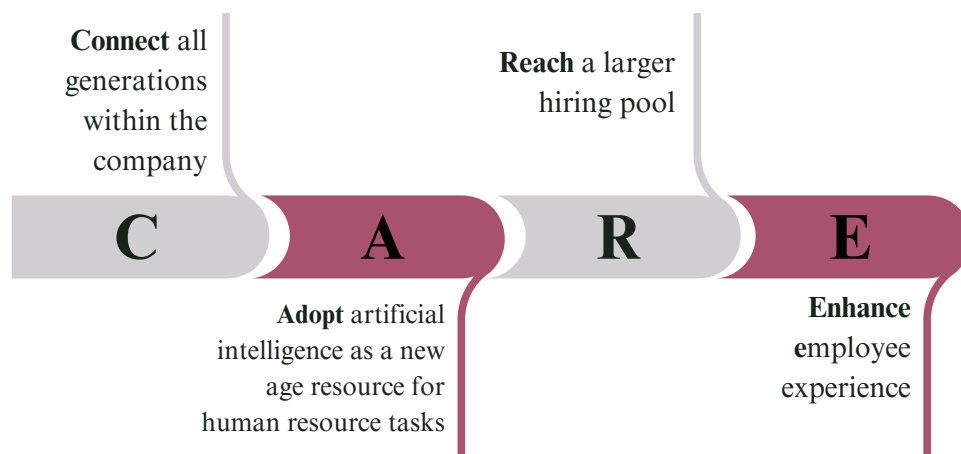 Connect all
generations
within the
company
Reach a larger
hiring pool
C
A
R
E
Adopt artificial
intelligence as a new
age resource for
human resource tasks
Enhance
employee
experience